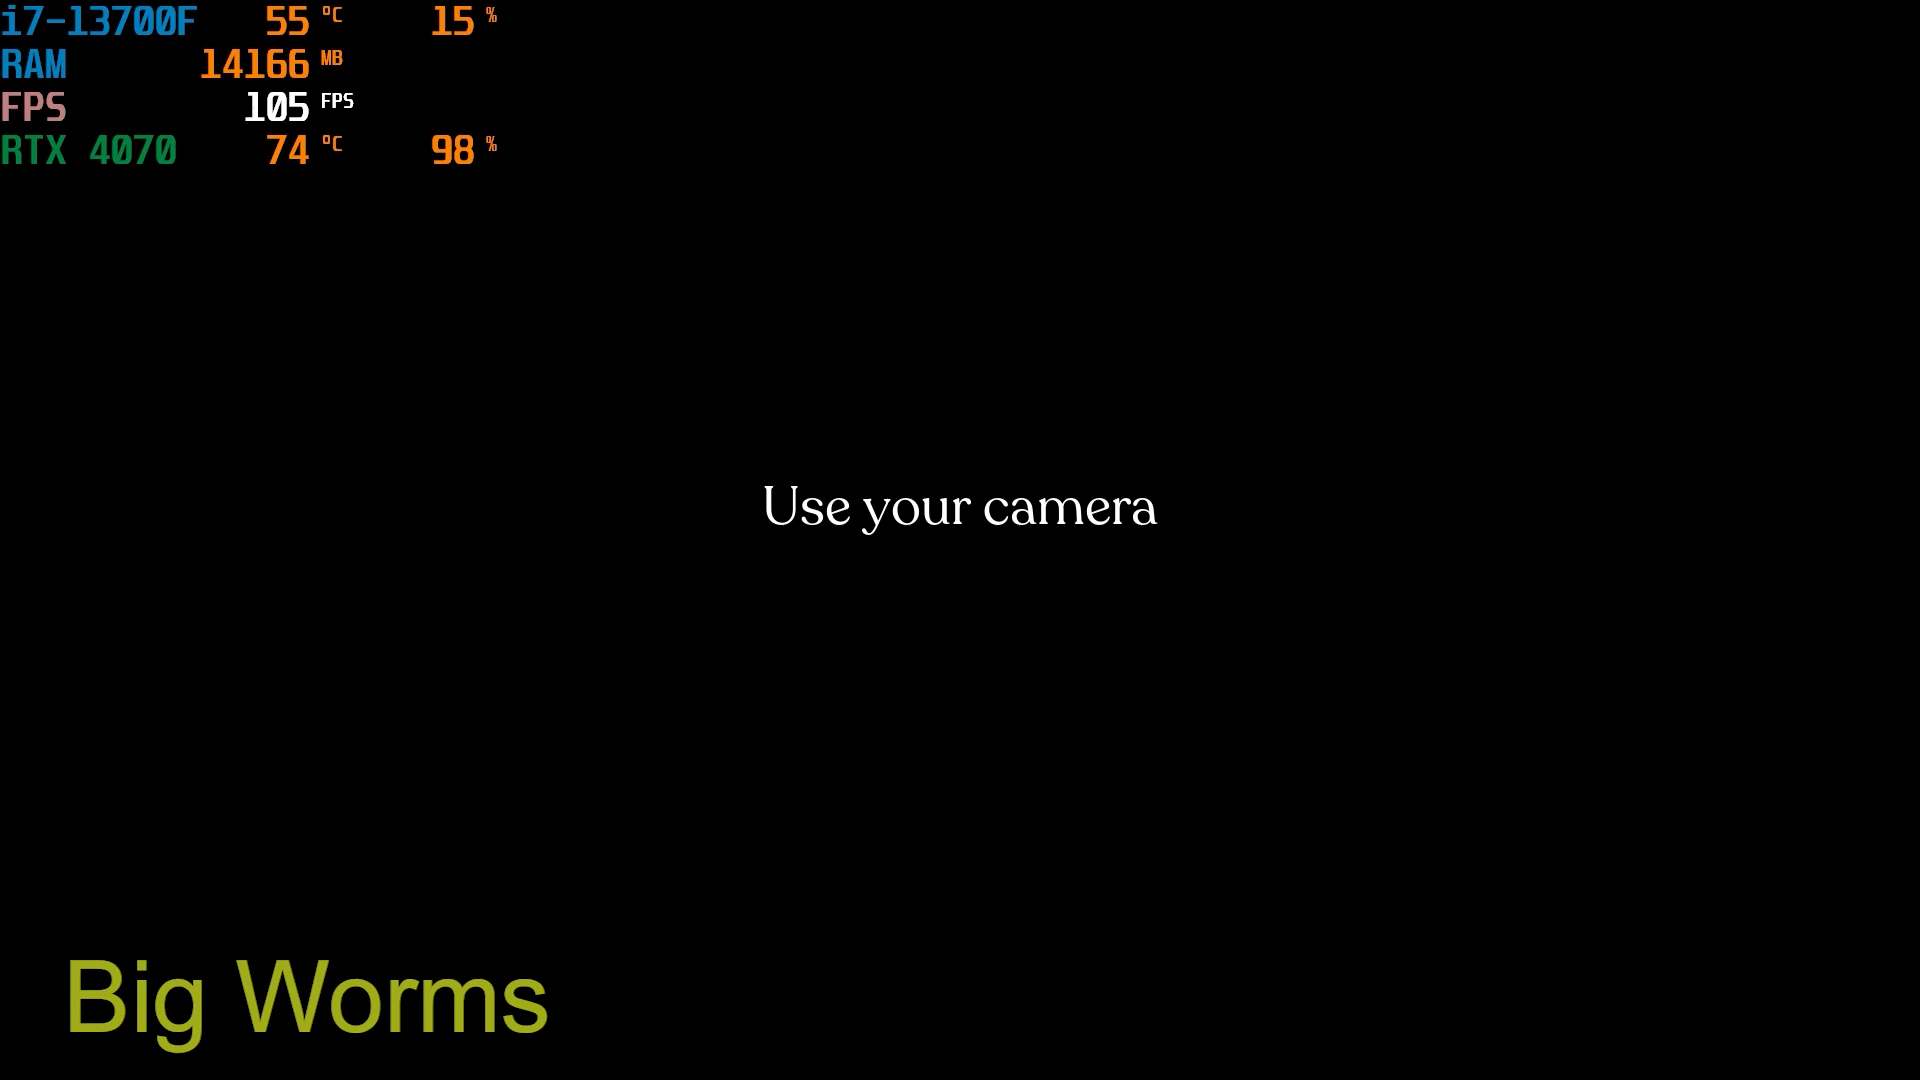 i7-13700F 55 °C 15 %
RAM 14166 MB
FPS 105 FPS
RTX 4070 74 °C 98 %
Use your camera
Big Worms